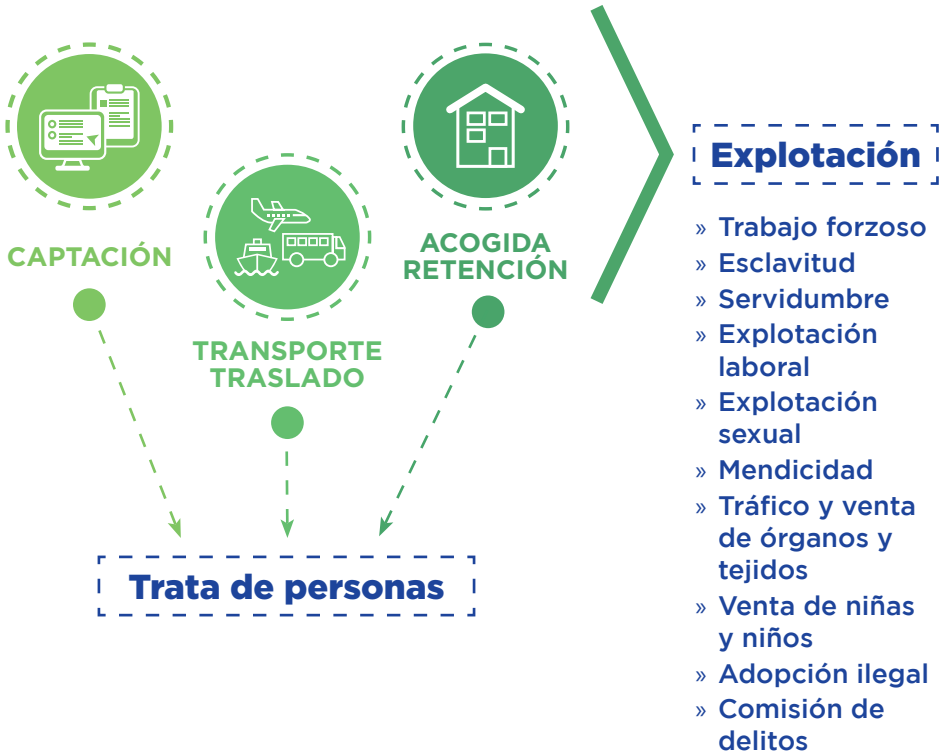 CAPTACIÓN
TRANSPORTE
TRASLADO
ACOGIDA
RETENCIÓN
Trata de personas
Explotación
» Trabajo forzoso
» Esclavitud
» Servidumbre
» Explotación
laboral
» Explotación
sexual
» Mendicidad
» Tráfico y venta
de órganos y
tejidos
» Venta de niñas
y niños
» Adopción ilegal
» Comisión de
delitos